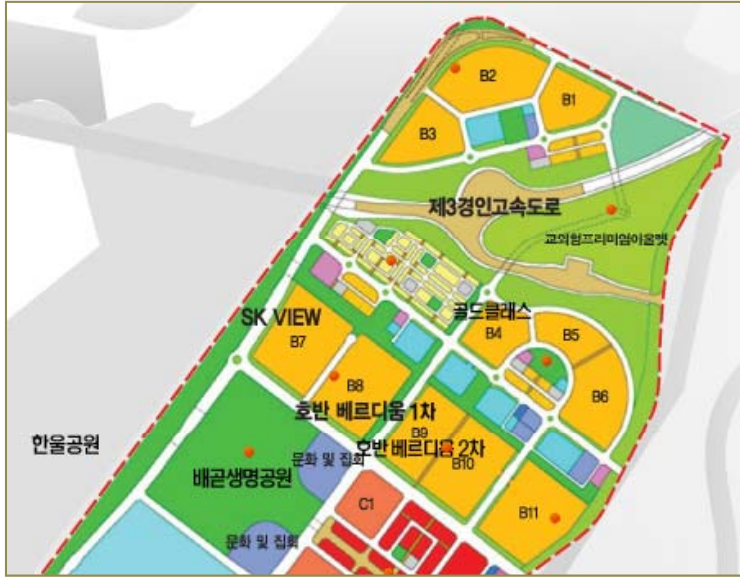 B2
B1
B3
제3경인고속도로
교외형프리미엄아울렛
SK VIEW
골드클래스
B4
B5
B7
B8
B6
호반 베르디움 1차
B9
호반베르디움 2차
한울공원
문화 및 집회
B10
배곧생명공원
C1
B11
문화 및 집회